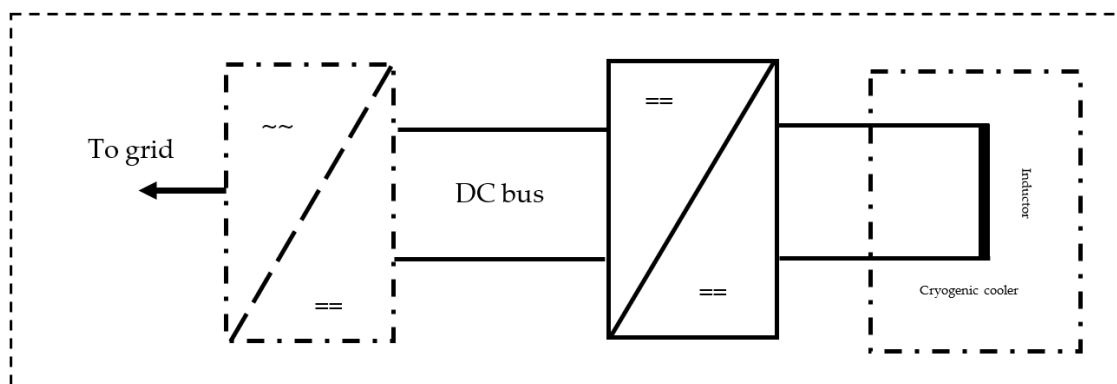 ~~
==
To grid
DC bus
==
==
Inductor
Cryogenic cooler